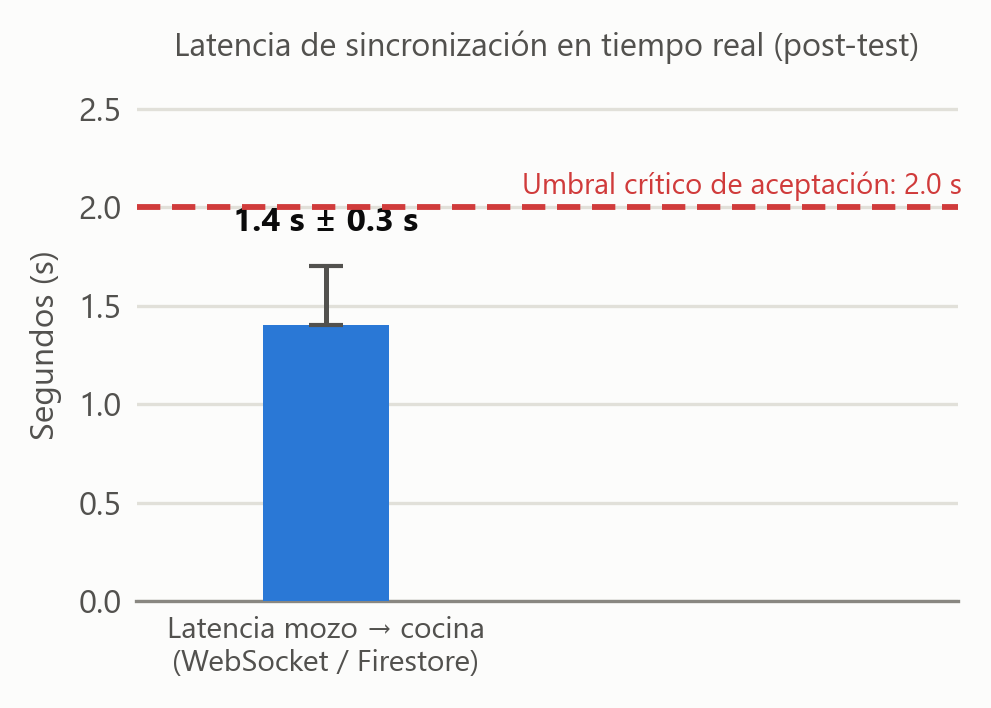 Latencia de sincronización en tiempo real (post-test)
2.5
Umbral crítico de aceptación: 2.0 s
2.0
1.4 s ± 0.3 s
1.5
1.0
0.5
0.0
Segundos (s)
Latencia mozo → cocina
(WebSocket / Firestore)